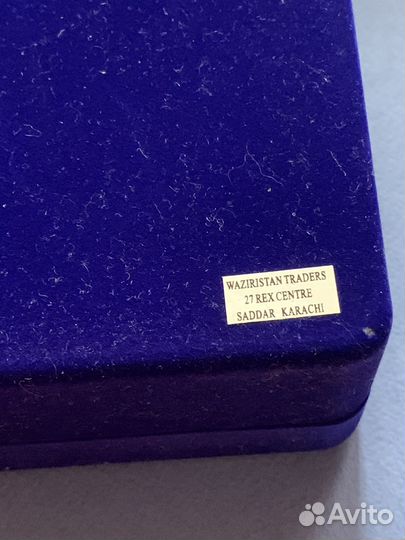 WAZIRISTAN TRADERS
27 REX CENTRE
SADDAR KARACHI
Avito